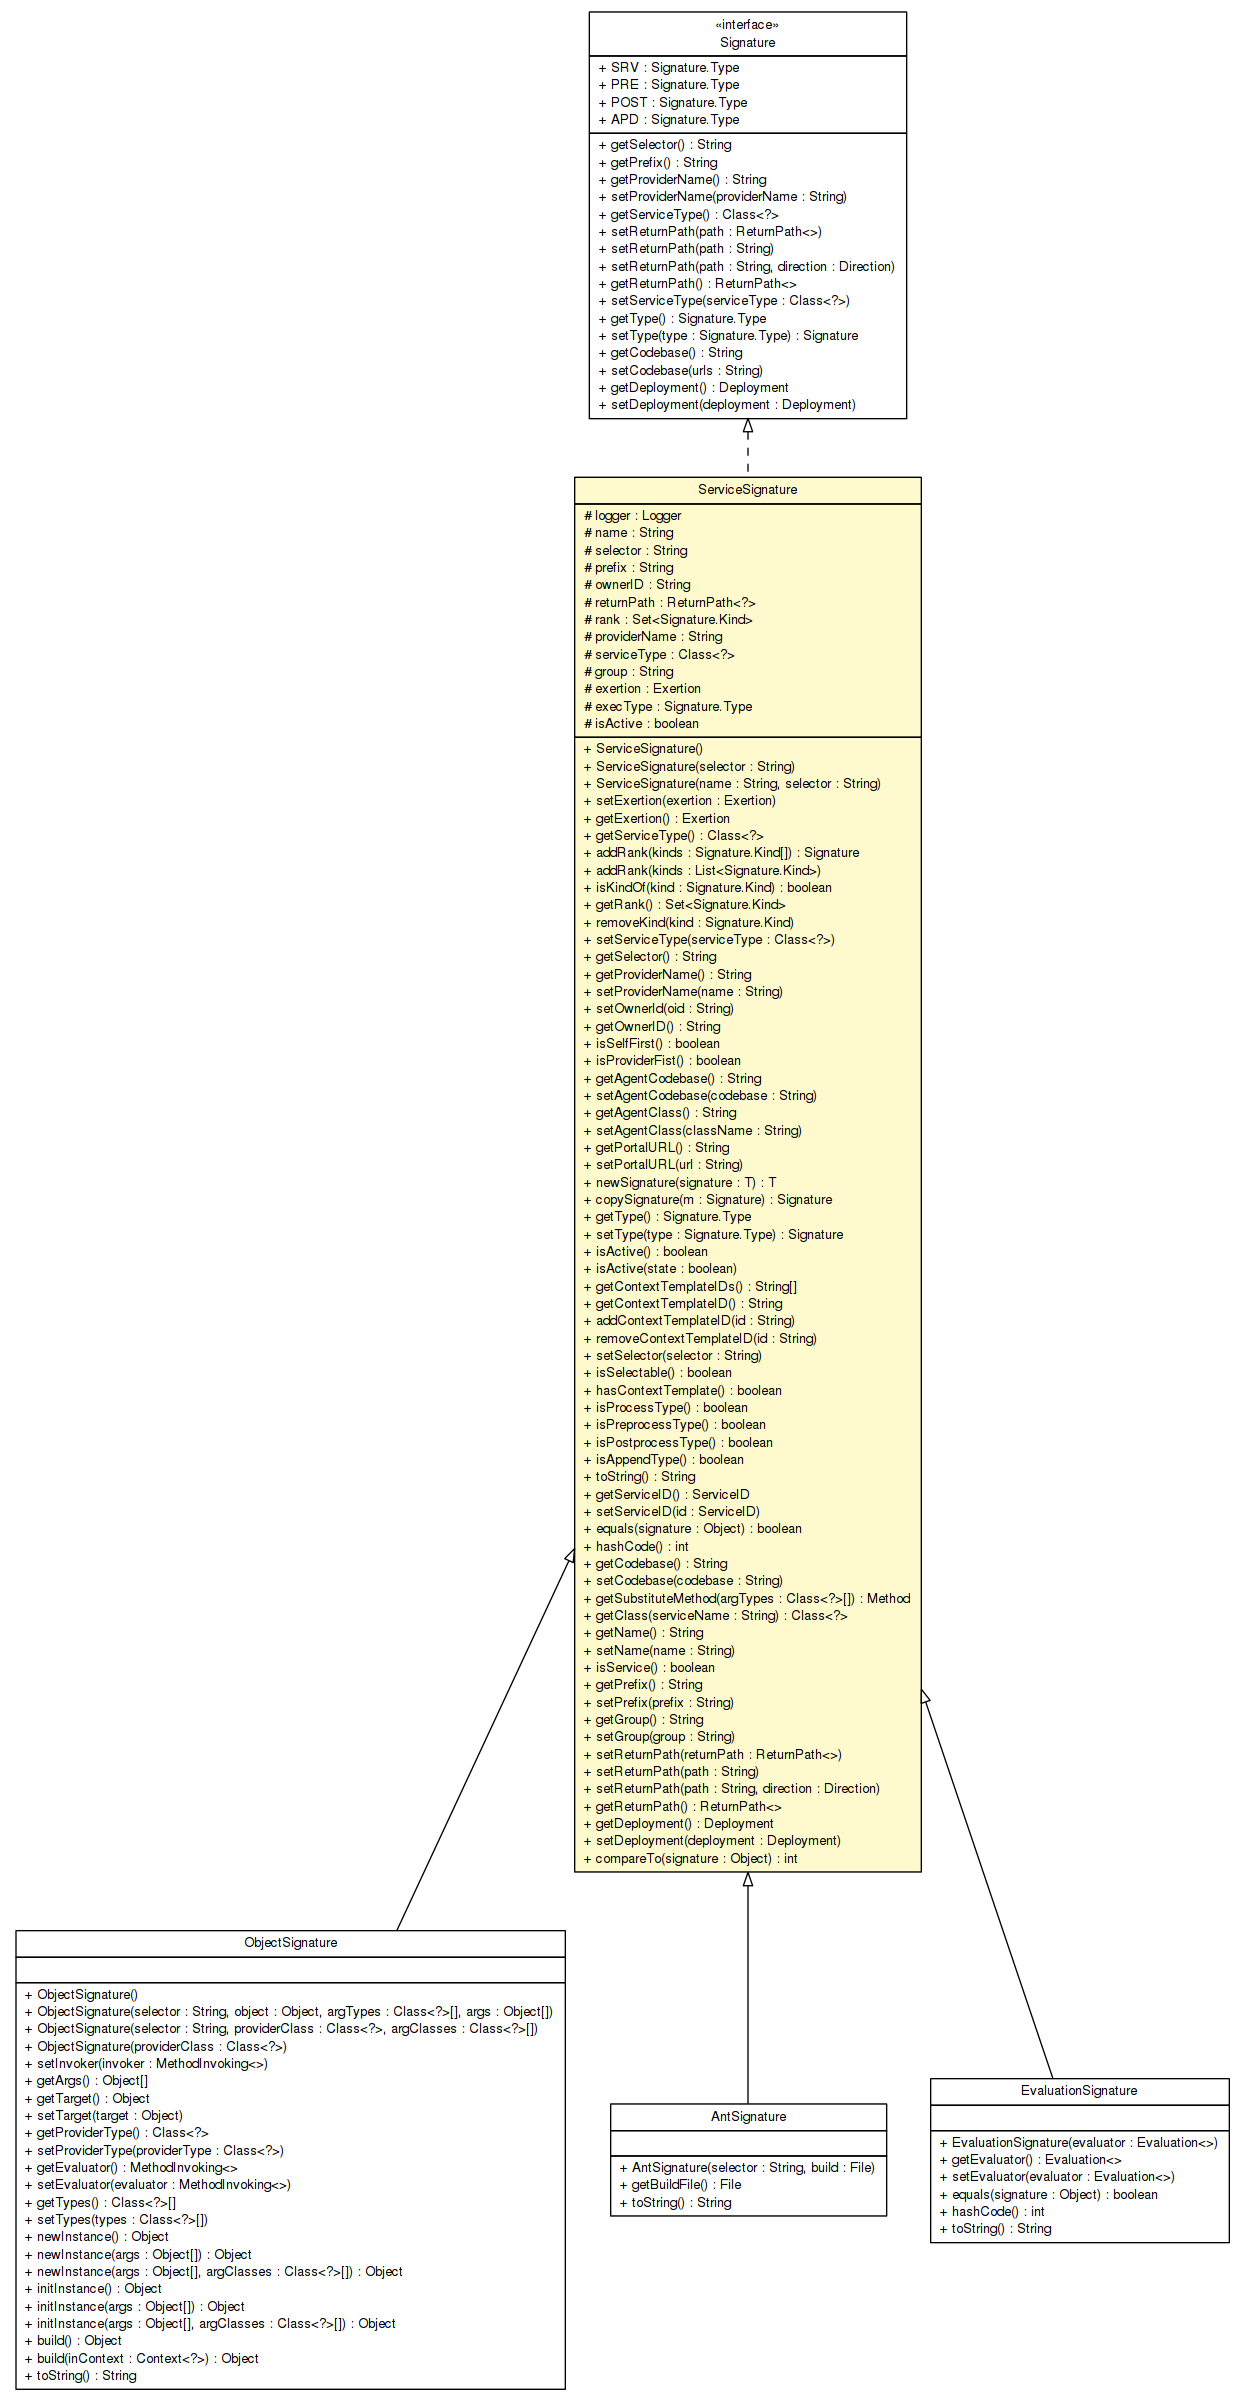 «interface»
Signature
+ SRV : Signature.Type
+ PRE : Signature.Type
+ POST : Signature.Type
+ APD : Signature.Type
+ getSelector() : String
+ getPrefix() : String
+ getProviderName() : String
+ setProviderName(providerName : String)
+ getServiceType() : Class<?>
+ setReturnPath(path : ReturnPath<>)
+ setReturnPath(path : String)
+ setReturnPath(path : String, direction : Direction)
+ getReturnPath() : ReturnPath<>
+ setServiceType(serviceType : Class<?>)
+ getType() : Signature.Type
+ setType(type : Signature.Type) : Signature
+ getCodebase() : String
+ setCodebase(urls : String)
+ getDeployment() : Deployment
+ setDeployment(deployment : Deployment)
ServiceSignature
# logger : Logger
# name : String
# selector : String
# prefix : String
# ownerID : String
# returnPath : ReturnPath<?>
# rank : Set<Signature.Kind>
# providerName : String
# serviceType : Class<?>
# group : String
# exertion : Exertion
# execType : Signature.Type
# isActive : boolean
+ ServiceSignature()
+ ServiceSignature(selector : String)
+ ServiceSignature(name : String, selector : String)
+ setExertion(exertion : Exertion)
+ getExertion() : Exertion
+ getServiceType() : Class<?>
+ addRank(kinds : Signature.Kind[]) : Signature
+ addRank(kinds : List<Signature.Kind>)
+ isKindOf(kind : Signature.Kind) : boolean
+ getRank() : Set<Signature.Kind>
+ removeKind(kind : Signature.Kind)
+ setServiceType(serviceType : Class<?>)
+ getSelector() : String
+ getProviderName() : String
+ setProviderName(name : String)
+ setOwnerId(oid : String)
+ getOwnerID() : String
+ isSelfFirst() : boolean
+ isProviderFist() : boolean
+ getAgentCodebase() : String
+ setAgentCodebase(codebase : String)
+ getAgentClass() : String
+ setAgentClass(className : String)
+ getPortalURL() : String
+ setPortalURL(url : String)
+ newSignature(signature : T) : T
+ copySignature(m : Signature) : Signature
+ getType() : Signature.Type
+ setType(type : Signature.Type) : Signature
+ isActive() : boolean
+ isActive(state : boolean)
+ getContextTemplateIDs() : String[]
+ getContextTemplateID() : String
+ addContextTemplateID(id : String)
+ removeContextTemplateID(id : String)
+ setSelector(selector : String)
+ isSelectable() : boolean
+ hasContextTemplate() : boolean
+ isProcessType() : boolean
+ isPreprocessType() : boolean
+ isPostprocessType() : boolean
+ isAppendType() : boolean
+ toString() : String
+ getServiceID() : ServiceID
+ setServiceID(id : ServiceID)
+ equals(signature : Object) : boolean
+ hashCode() : int
+ getCodebase() : String
+ setCodebase(codebase : String)
+ getSubstituteMethod(argTypes : Class<?>[]) : Method
+ getClass(serviceName : String) : Class<?>
+ getName() : String
+ setName(name : String)
+ isService() : boolean
+ getPrefix() : String
+ setPrefix(prefix : String)
+ getGroup() : String
+ setGroup(group : String)
+ setReturnPath(returnPath : ReturnPath<>)
+ setReturnPath(path : String)
+ setReturnPath(path : String, direction : Direction)
+ getReturnPath() : ReturnPath<>
+ getDeployment() : Deployment
+ setDeployment(deployment : Deployment)
+ compareTo(signature : Object) : int
ObjectSignature
+ ObjectSignature()
+ ObjectSignature(selector : String, object : Object, argTypes : Class<?>[], args : Object[])
+ ObjectSignature(selector : String, providerClass : Class<?>, argClasses : Class<?>[])
+ ObjectSignature(providerClass : Class<?>)
+ setInvoker(invoker : MethodInvoking<>)
+ getArgs() : Object[]
+ getTarget() : Object
+ setTarget(target : Object)
+ getProviderType() : Class<?>
+ setProviderType(providerType : Class<?>)
+ getEvaluator() : MethodInvoking<>
+ setEvaluator(evaluator : MethodInvoking<>)
+ getTypes() : Class<?>[]
+ setTypes(types : Class<?>[])
+ newInstance() : Object
+ newInstance(args : Object[]) : Object
+ newInstance(args : Object[], argClasses : Class<?>[]) : Object
+ initInstance() : Object
+ initInstance(args : Object[]) : Object
+ initInstance(args : Object[], argClasses : Class<?>[]) : Object
+ build() : Object
+ build(inContext : Context<?>) : Object
+ toString() : String
AntSignature
+ AntSignature(selector : String, build : File)
+ getBuildFile() : File
+ toString() : String
EvaluationSignature
+ EvaluationSignature(evaluator : Evaluation<>)
+ getEvaluator() : Evaluation<>
+ setEvaluator(evaluator : Evaluation<>)
+ equals(signature : Object) : boolean
+ hashCode() : int
+ toString() : String